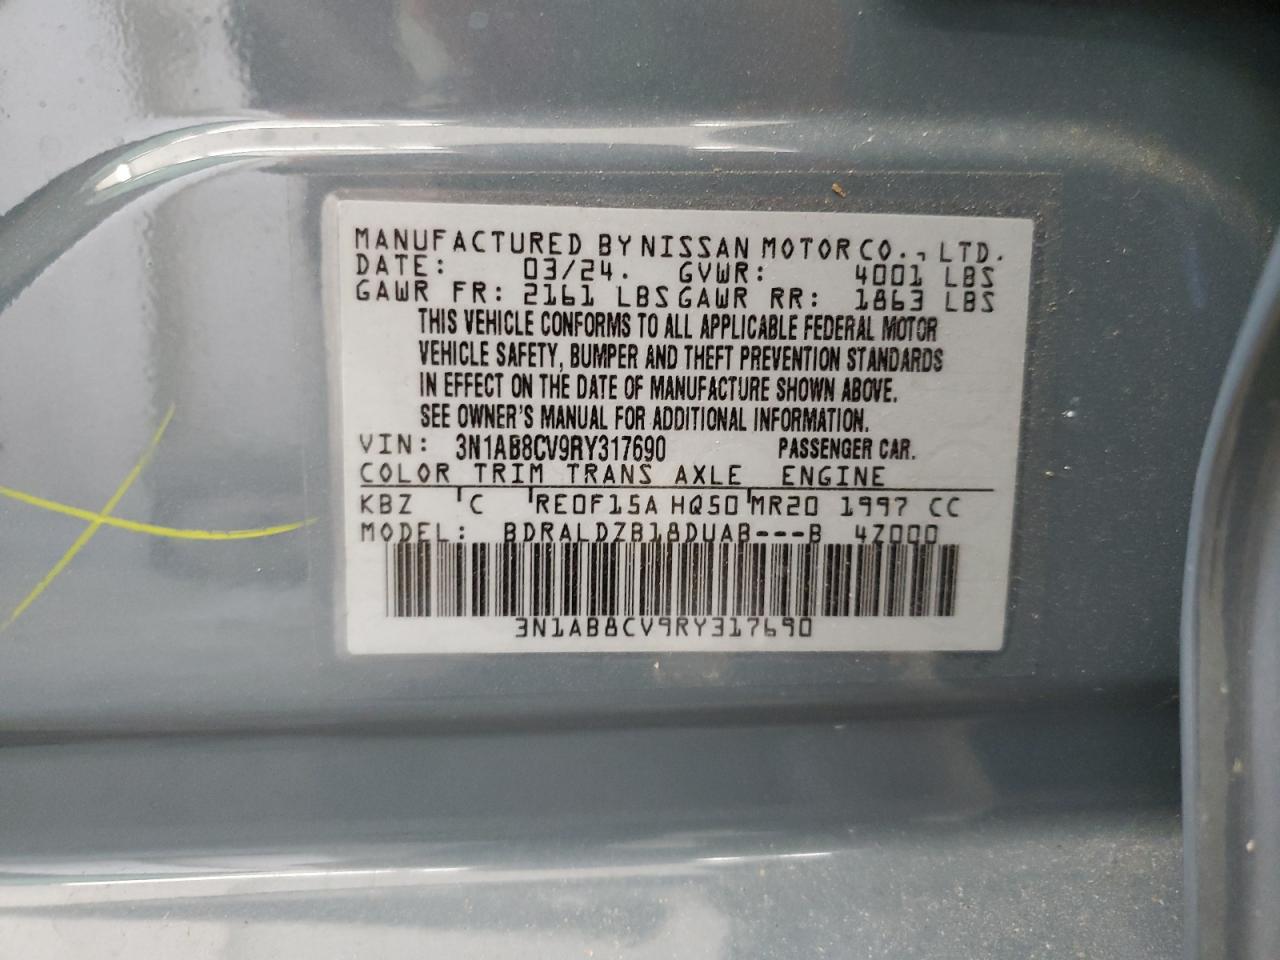 MANUFACTURED BY NISSAN MOTOR CO., LTD.
DATE: 03/24. GVWR: 4001 LBS
GAWR FR: 2161 LBS GAWR RR: 1863 LBS
THIS VEHICLE CONFORMS TO ALL APPLICABLE FEDERAL MOTOR
VEHICLE SAFETY, BUMPER AND THEFT PREVENTION STANDARDS
IN EFFECT ON THE DATE OF MANUFACTURE SHOWN ABOVE.
SEE OWNER'S MANUAL FOR ADDITIONAL INFORMATION.
VIN: 3N1AB8CV9RY317690 PASSENGER CAR.
COLOR TRIM TRANS AXLE ENGINE
KBZ C RE0F15A HQ50 MR20 1997 CC
MODEL: BDRALDZB18DUAB---B 4Z000
3N1AB8CV9RY317690